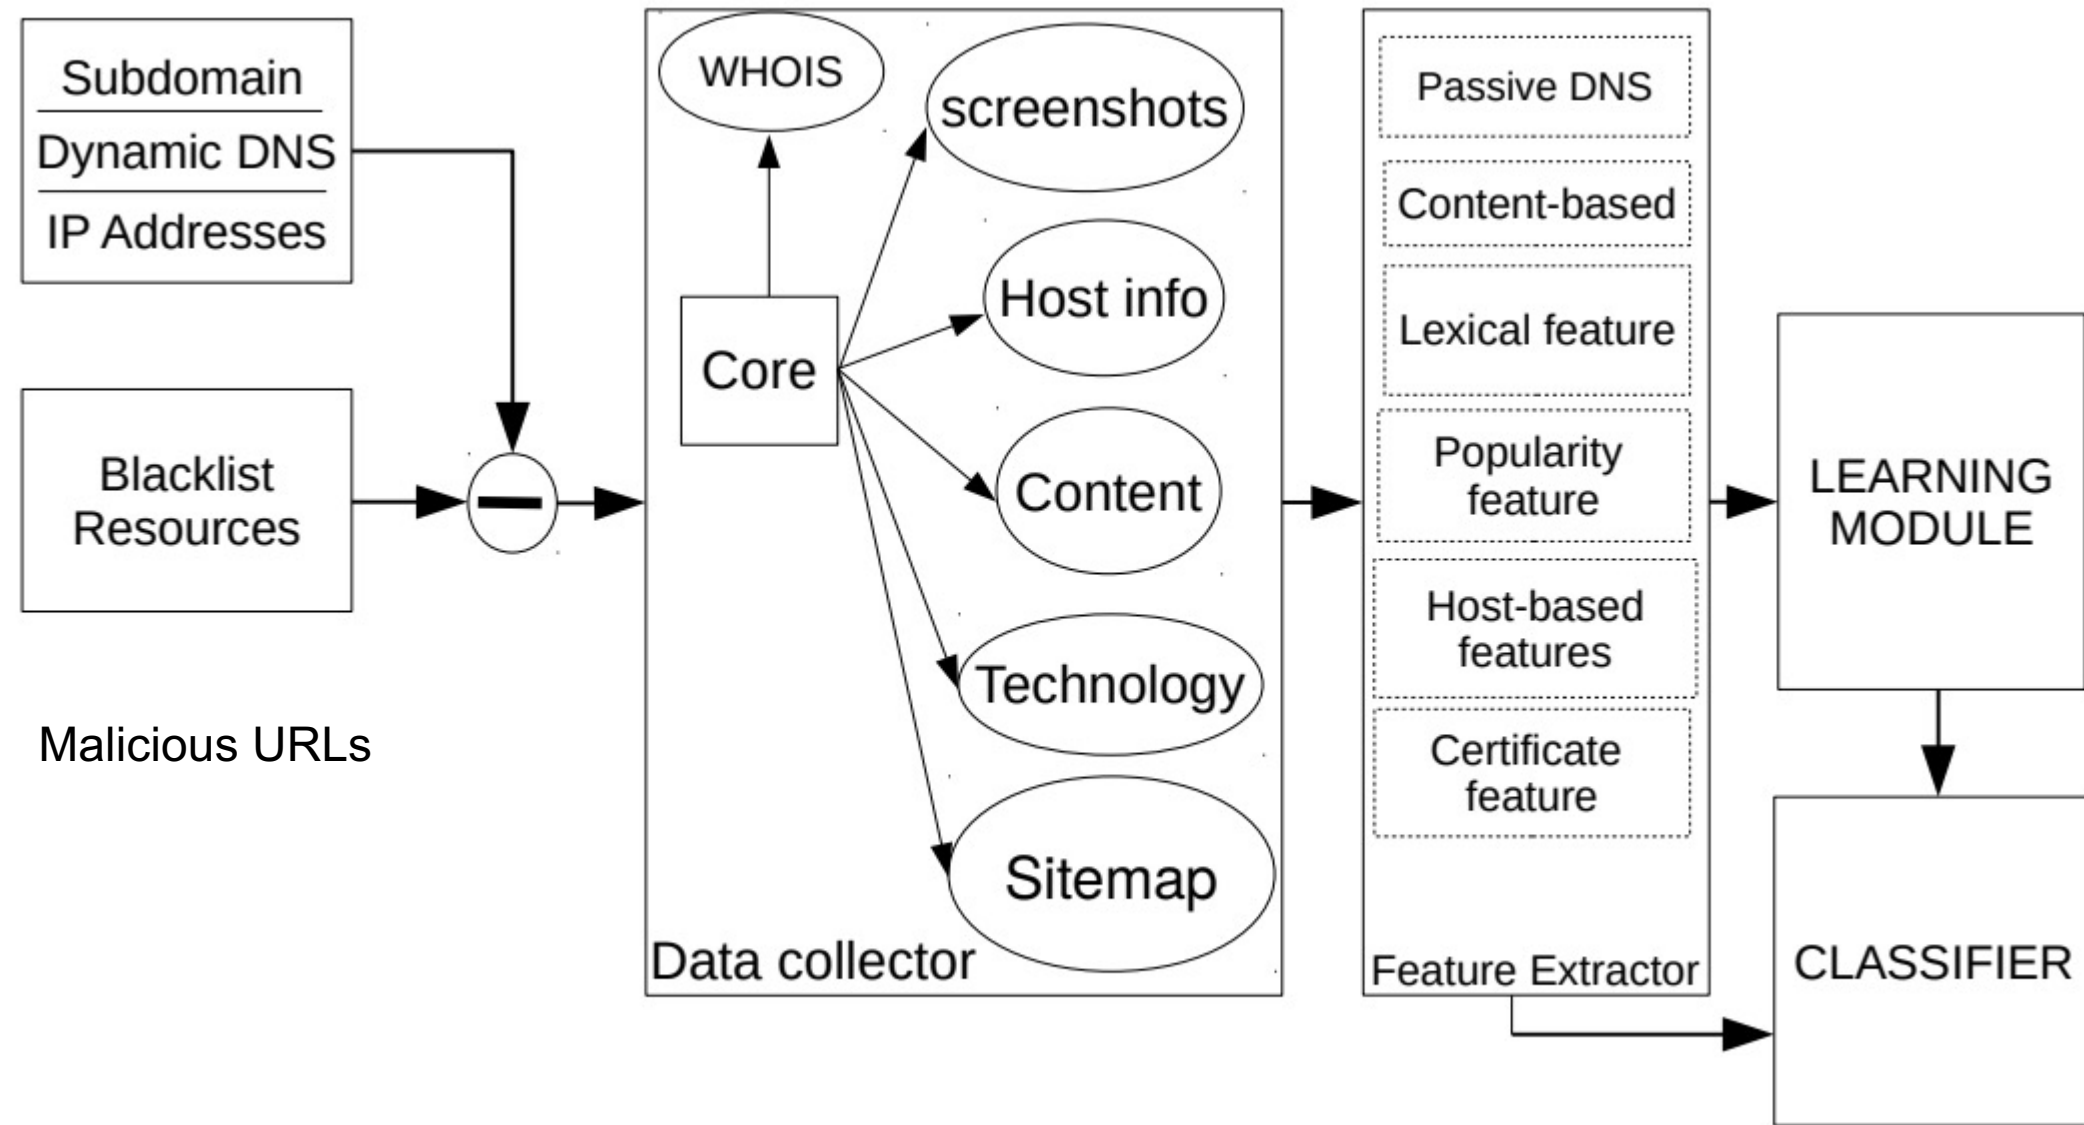 Subdomain
Dynamic DNS
IP Addresses
Blacklist
Resources
Malicious URLs
WHOIS
screenshots
Host info
Core
Content
Technology
Sitemap
Data collector
Passive DNS
Content-based
Lexical feature
Popularity
feature
Host-based
features
Certificate
feature
Feature Extractor
LEARNING
MODULE
CLASSIFIER